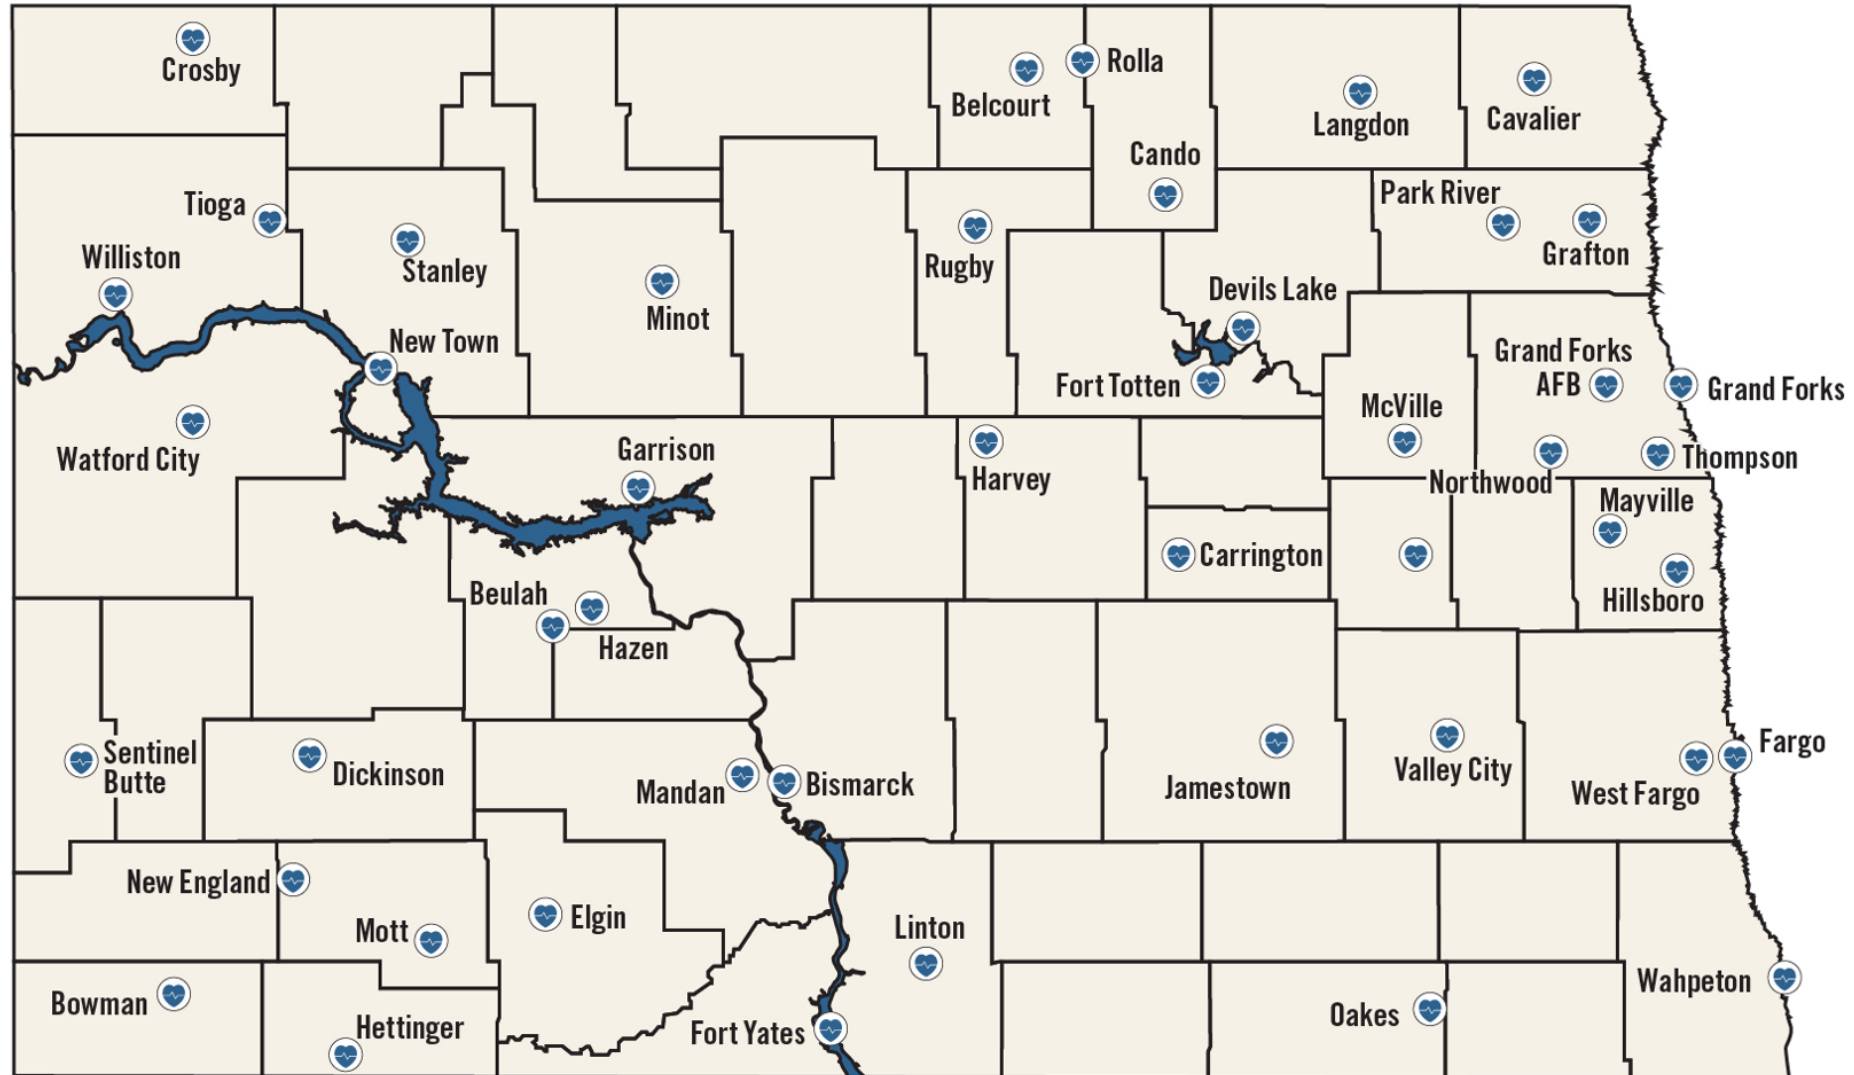 Crosby
Rolla
Belcourt
Langdon
Cavalier
Cando
Tioga
Park River
Grafton
Williston
Stanley
Rugby
Minot
Devils Lake
New Town
Grand Forks
AFB
Fort Totten
Grand Forks
McVille
Watford City
Garrison
Harvey
Thompson
Northwood
Mayville
Carrington
Beulah
Hillsboro
Hazen
Sentinel
Butte
Dickinson
Mandan
Bismarck
Jamestown
Valley City
Fargo
West Fargo
New England
Mott
Elgin
Linton
Bowman
Hettinger
Fort Yates
Oakes
Wahpeton